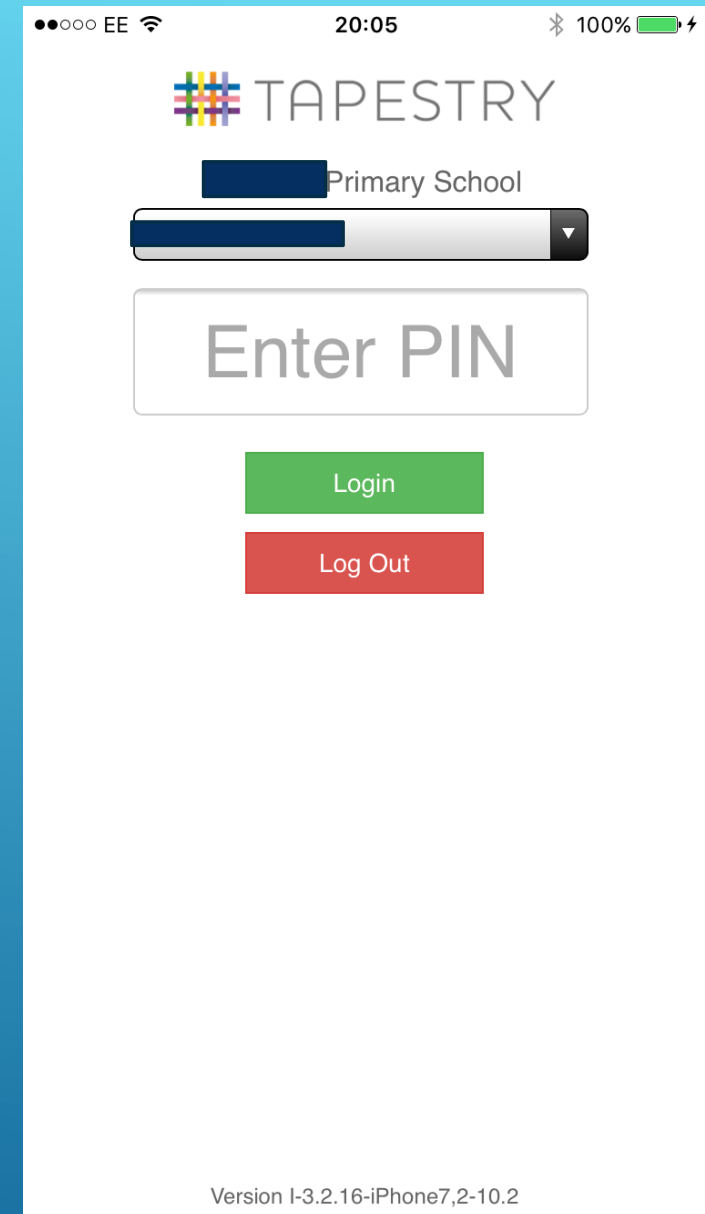 EE 20:05 100%
TAPESTRY
Primary School
Enter PIN
Login
Log Out
Version I-3.2.16-iPhone7,2-10.2